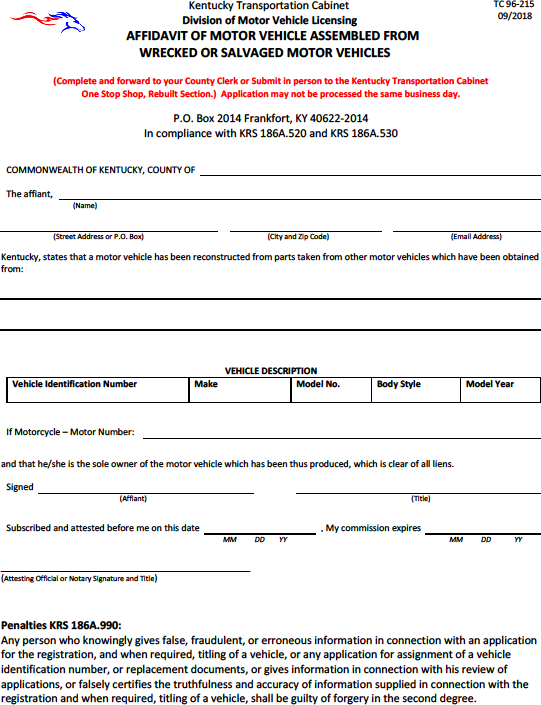 Kentucky Transportation Cabinet
TC 96-215
Division of Motor Vehicle Licensing
09/2018
AFFIDAVIT OF MOTOR VEHICLE ASSEMBLED FROM
WRECKED OR SALVAGED MOTOR VEHICLES
(Complete and forward to your County Clerk or Submit in person to the Kentucky Transportation Cabinet
One Stop Shop, Rebuilt Section.) Application may not be processed the same business day.
P.O. Box 2014 Frankfort, KY 40622-2014
In compliance with KRS 186A.520 and KRS 186A.530
COMMONWEALTH OF KENTUCKY, COUNTY OF
The affiant,
(Name)
(Street Address or P.O. Box) (City and Zip Code) (Email Address)
Kentucky, states that a motor vehicle has been reconstructed from parts taken from other motor vehicles which have been obtained
from:
VEHICLE DESCRIPTION
Vehicle Identification Number Make Model No. Body Style Model Year
If Motorcycle – Motor Number:
and that he/she is the sole owner of the motor vehicle which has been thus produced, which is clear of all liens.
Signed
(Affiant) (Title)
Subscribed and attested before me on this date , My commission expires
MM DD YY MM DD YY
(Attesting Official or Notary Signature and Title)
Penalties KRS 186A.990:
Any person who knowingly gives false, fraudulent, or erroneous information in connection with an application
for the registration, and when required, titling of a vehicle, or any application for assignment of a vehicle
identification number, or replacement documents, or gives information in connection with his review of
applications, or falsely certifies the truthfulness and accuracy of information supplied in connection with the
registration and when required, titling of a vehicle, shall be guilty of forgery in the second degree.